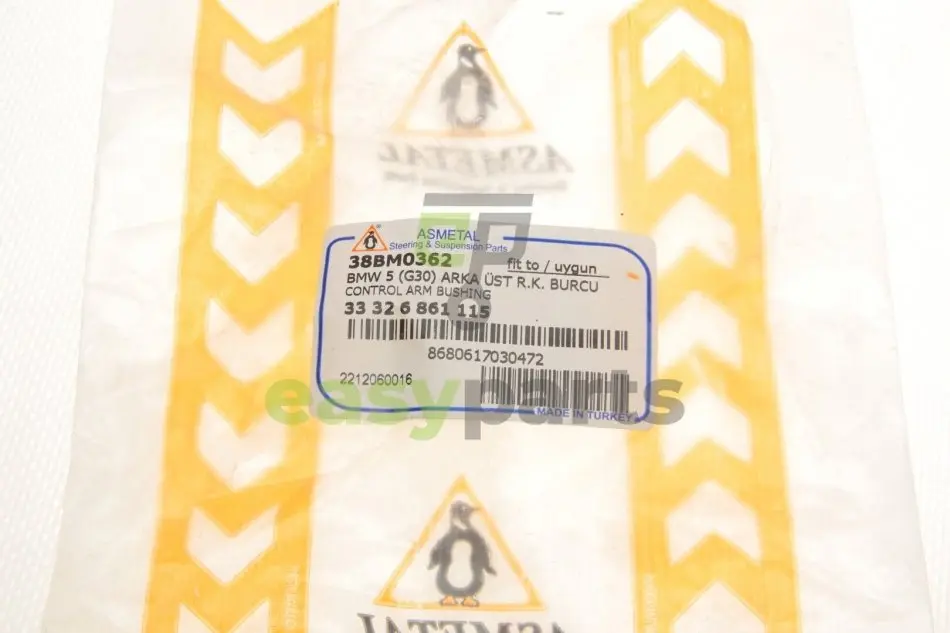 ASMETAL
ASMETAL
Steering & Suspension Parts
38BM0362
fit to / uygun
BMW 5 (G30) ARKA ÜST R.K. BURCU
CONTROL ARM BUSHING
33 32 6 861 115
8680617030472
2212060016
easyparts
MADE IN TURKEY
ASMETAL